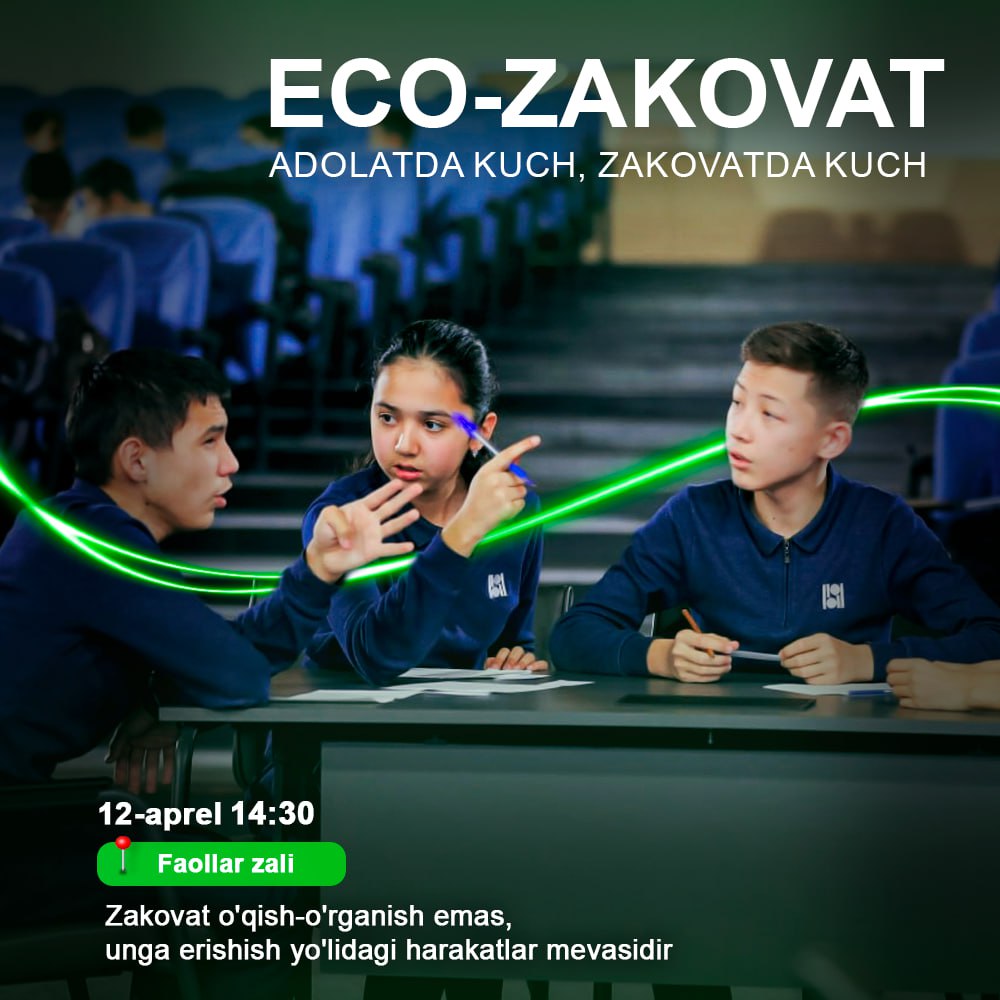 ECO-ZAKOVAT
ADOLATDA KUCH, ZAKOVATDA KUCH
12-aprel 14:30
Faollar zali
Zakovat o'qish-o'rganish emas,
unga erishish yo'lidagi harakatlar mevasidir